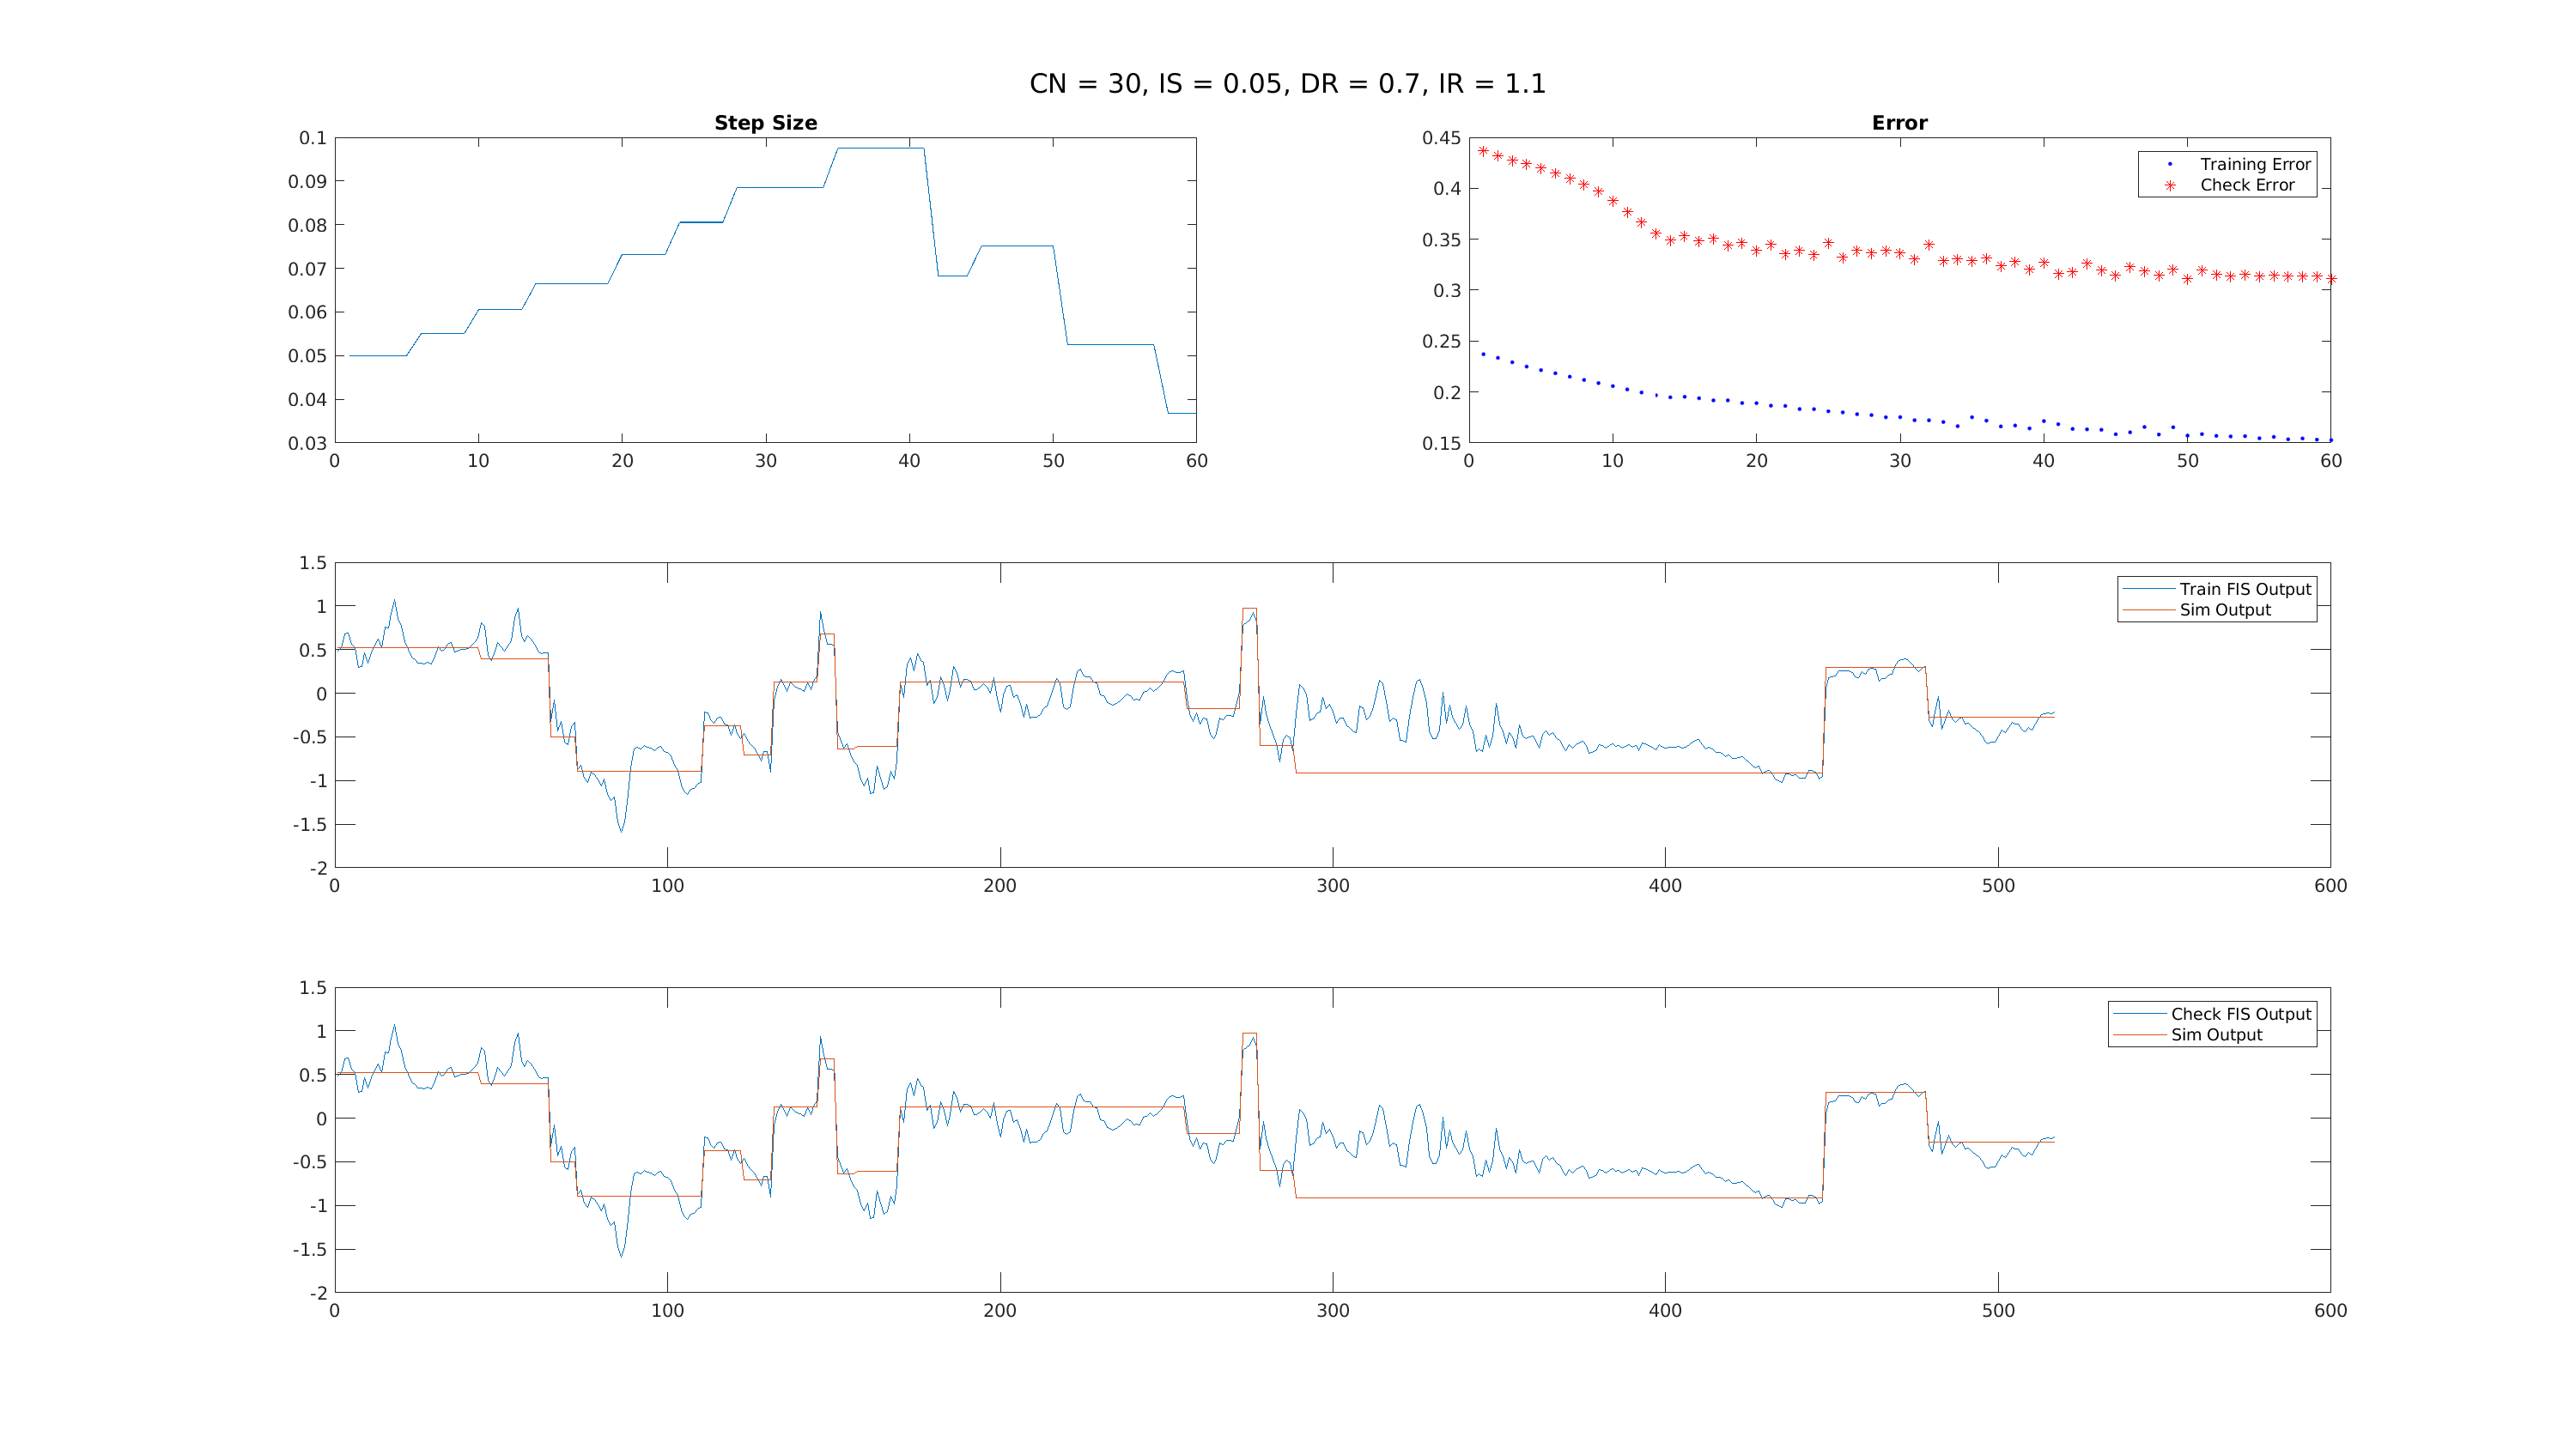 CN = 30, IS = 0.05, DR = 0.7, IR = 1.1
Step Size
0.1
0.09
0.08
0.07
0.06
0.05
0.04
0.03
0 10 20 30 40 50 60
Error
0.45
0.4
0.35
0.3
0.25
0.2
0.15
0 10 20 30 40 50 60
Training Error
Check Error
1.5
1
0.5
0
-0.5
-1
-1.5
-2
0 100 200 300 400 500 600
Train FIS Output
Sim Output
1.5
1
0.5
0
-0.5
-1
-1.5
-2
0 100 200 300 400 500 600
Check FIS Output
Sim Output